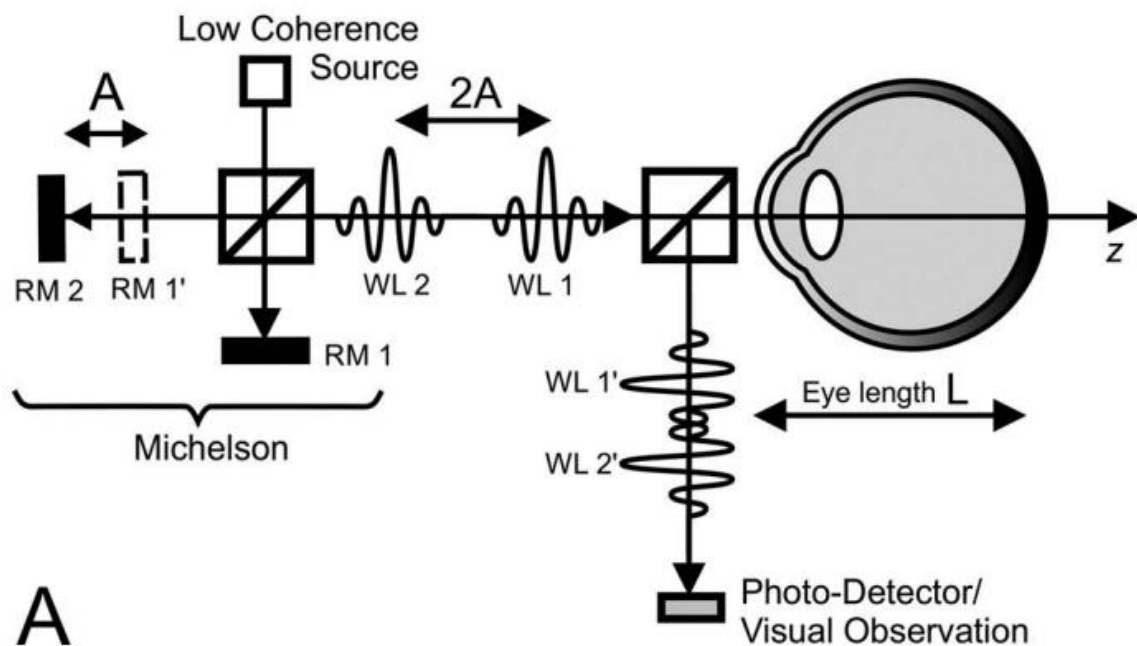 Low Coherence
Source
A
2A
RM 2
RM 1'
WL 2
WL 1
z
RM 1
WL 1'
Eye length L
Michelson
WL 2'
Photo-Detector/
Visual Observation
A